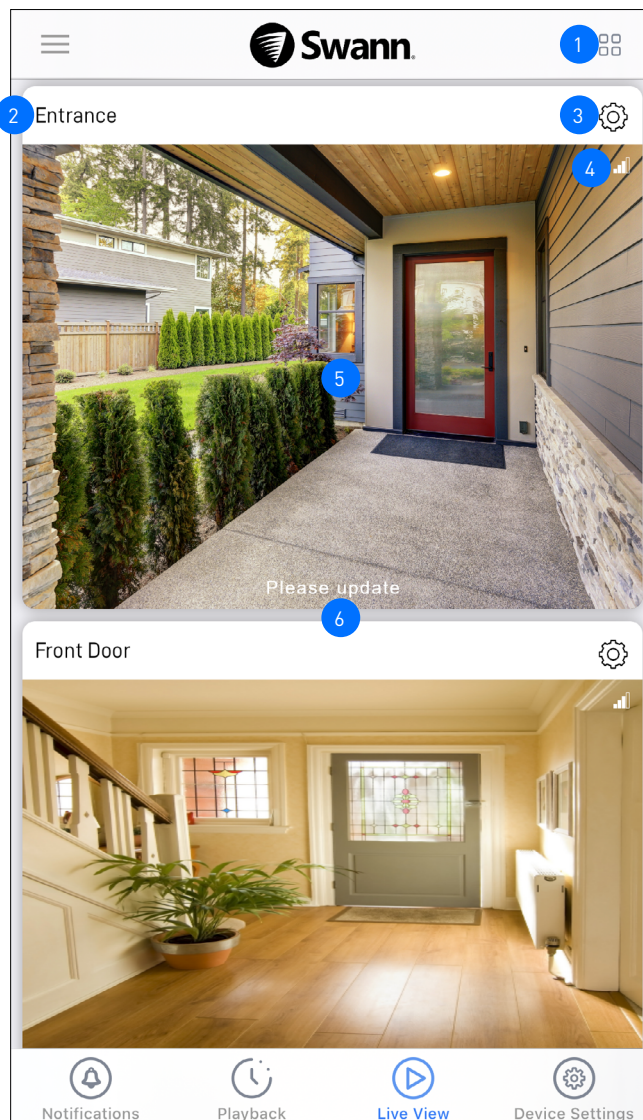 Swann
1
2
Entrance
3
4
5
Please update
6
Front Door
Notifications
Playback
Live View
Device Settings